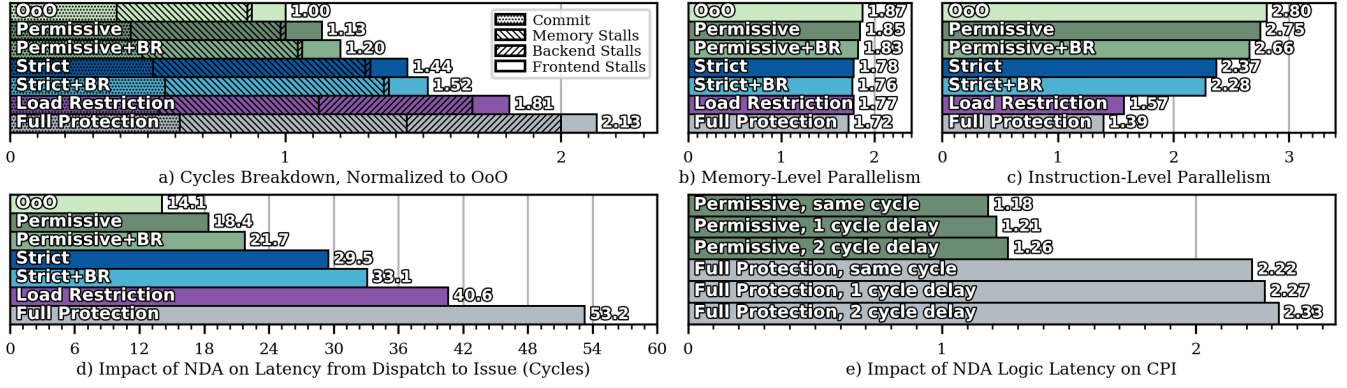 OoO 1.00
Permissive 1.13
Permissive+BR 1.20
Strict 1.44
Strict+BR 1.52
Load Restriction 1.81
Full Protection 2.13
Commit
Memory Stalls
Backend Stalls
Frontend Stalls
0 1 2
a) Cycles Breakdown, Normalized to OoO
OoO 1.87
Permissive 1.85
Permissive+BR 1.83
Strict 1.78
Strict+BR 1.76
Load Restriction 1.77
Full Protection 1.72
0 1 2
b) Memory-Level Parallelism
OoO 2.80
Permissive 2.75
Permissive+BR 2.66
Strict 2.37
Strict+BR 2.28
Load Restriction 1.57
Full Protection 1.39
0 1 2 3
c) Instruction-Level Parallelism
OoO 14.1
Permissive 18.4
Permissive+BR 21.7
Strict 29.5
Strict+BR 33.1
Load Restriction 40.6
Full Protection 53.2
0 6 12 18 24 30 36 42 48 54 60
d) Impact of NDA on Latency from Dispatch to Issue (Cycles)
Permissive, same cycle 1.18
Permissive, 1 cycle delay 1.21
Permissive, 2 cycle delay 1.26
Full Protection, same cycle 2.22
Full Protection, 1 cycle delay 2.27
Full Protection, 2 cycle delay 2.33
0 1 2
e) Impact of NDA Logic Latency on CPI